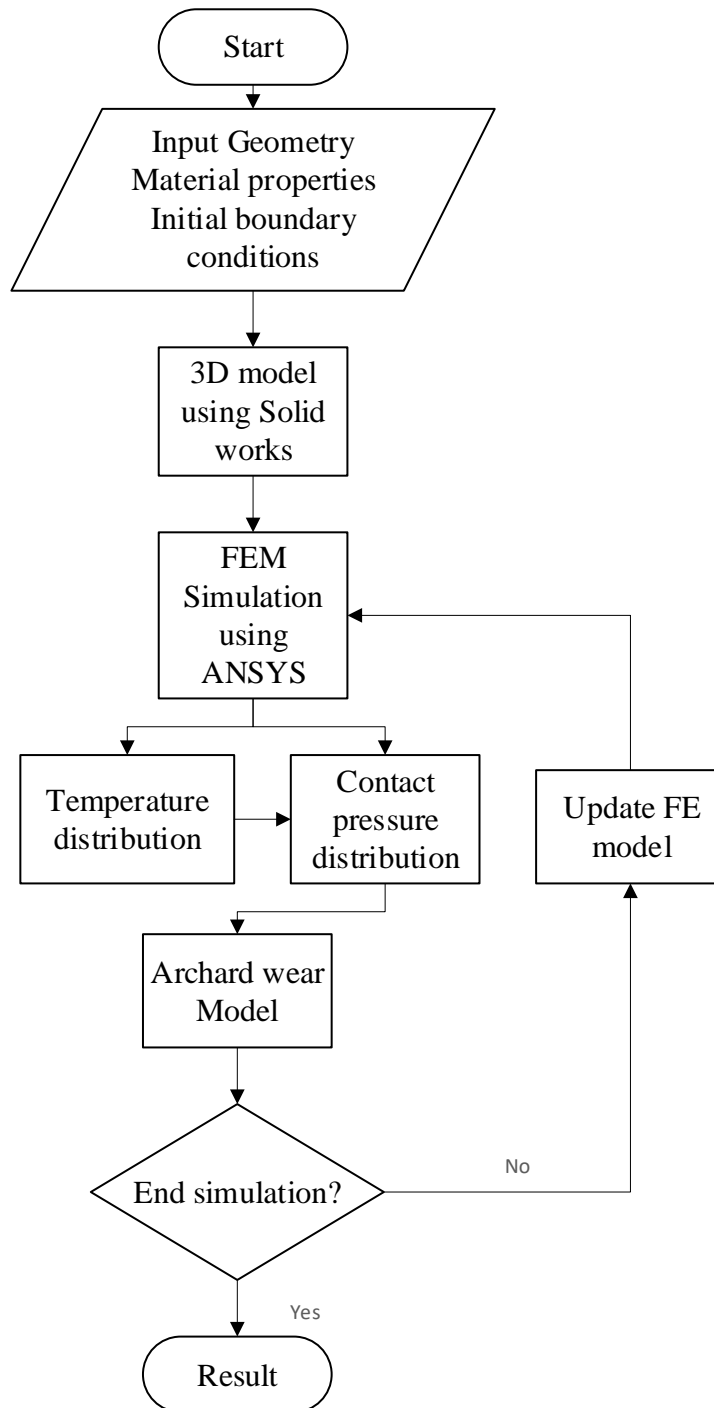 Start
Input Geometry
Material properties
Initial boundary
conditions
3D model
using Solid
works
FEM
Simulation
using
ANSYS
Temperature
distribution
Contact
pressure
distribution
Update FE
model
Archard wear
Model
End simulation?
No
Yes
Result